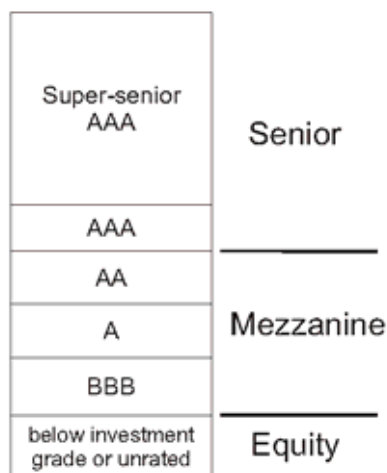 Super-senior
AAA
Senior
AAA
AA
A
Mezzanine
BBB
below investment
grade or unrated
Equity